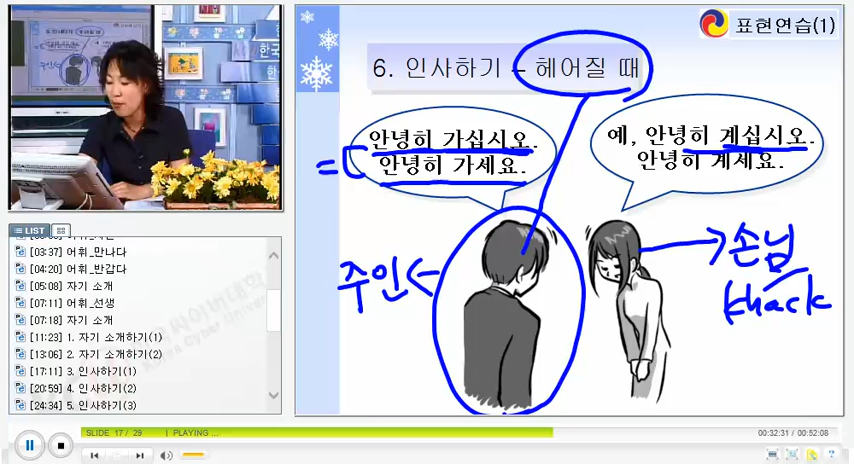 표현연습(1)
6. 인사하기 – 헤어질 때
안녕히 가십시오.
안녕히 가세요.
예, 안녕히 계십시오.
안녕히 계세요.
주인
손님
khack
LIST
[03:37] 어휘_만나다
[04:20] 어휘_반갑다
[05:08] 자기 소개
[07:11] 어휘_선생
[07:18] 자기 소개
[11:23] 1. 자기 소개하기(1)
[13:06] 2. 자기 소개하기(2)
[17:11] 3. 인사하기(1)
[20:59] 4. 인사하기(2)
[24:34] 5. 인사하기(3)
SLIDE 17 / 29 | PLAYING ...
00:32:31 / 00:52:08